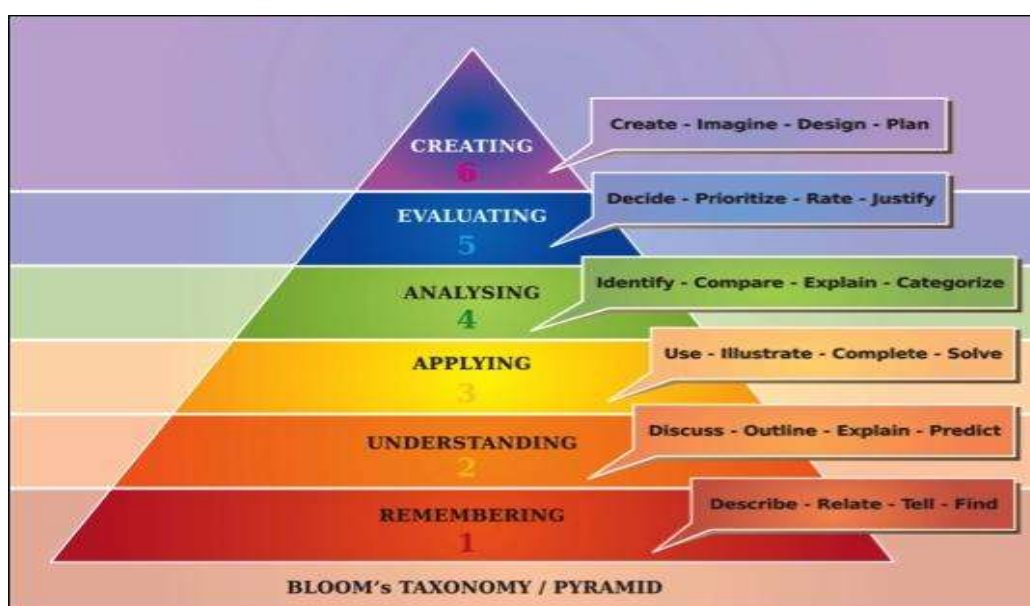 Create - Imagine - Design - Plan
CREATING
6
Decide - Prioritize - Rate - Justify
EVALUATING
5
Identify - Compare - Explain - Categorize
ANALYSING
4
Use - Illustrate - Complete - Solve
APPLYING
3
Discuss - Outline - Explain - Predict
UNDERSTANDING
2
Describe - Relate - Tell - Find
REMEMBERING
1
BLOOM's TAXONOMY / PYRAMID